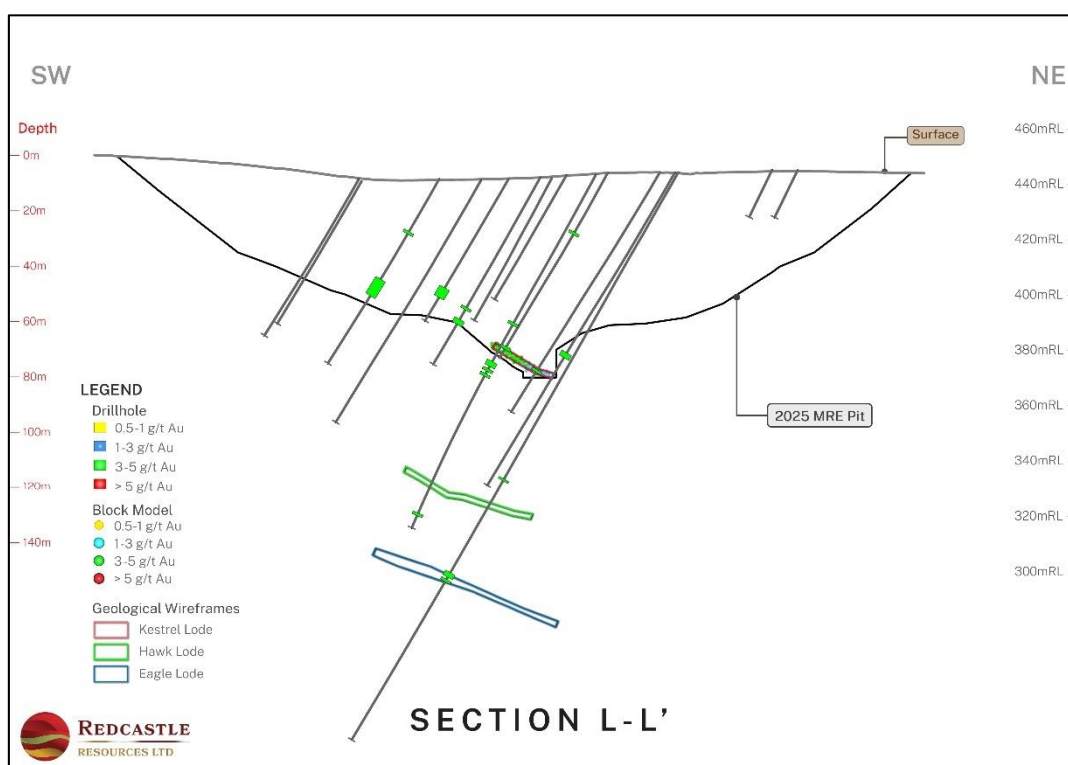 SW
NE
Depth
0m
20m
40m
60m
80m
100m
120m
140m
460mRL
440mRL
420mRL
400mRL
380mRL
360mRL
340mRL
320mRL
300mRL
Surface
2025 MRE Pit
LEGEND
Drillhole
0.5-1 g/t Au
1-3 g/t Au
3-5 g/t Au
> 5 g/t Au
Block Model
0.5-1 g/t Au
1-3 g/t Au
3-5 g/t Au
> 5 g/t Au
Geological Wireframes
Kestrel Lode
Hawk Lode
Eagle Lode
REDCASTLE
RESOURCES LTD
SECTION L-L'